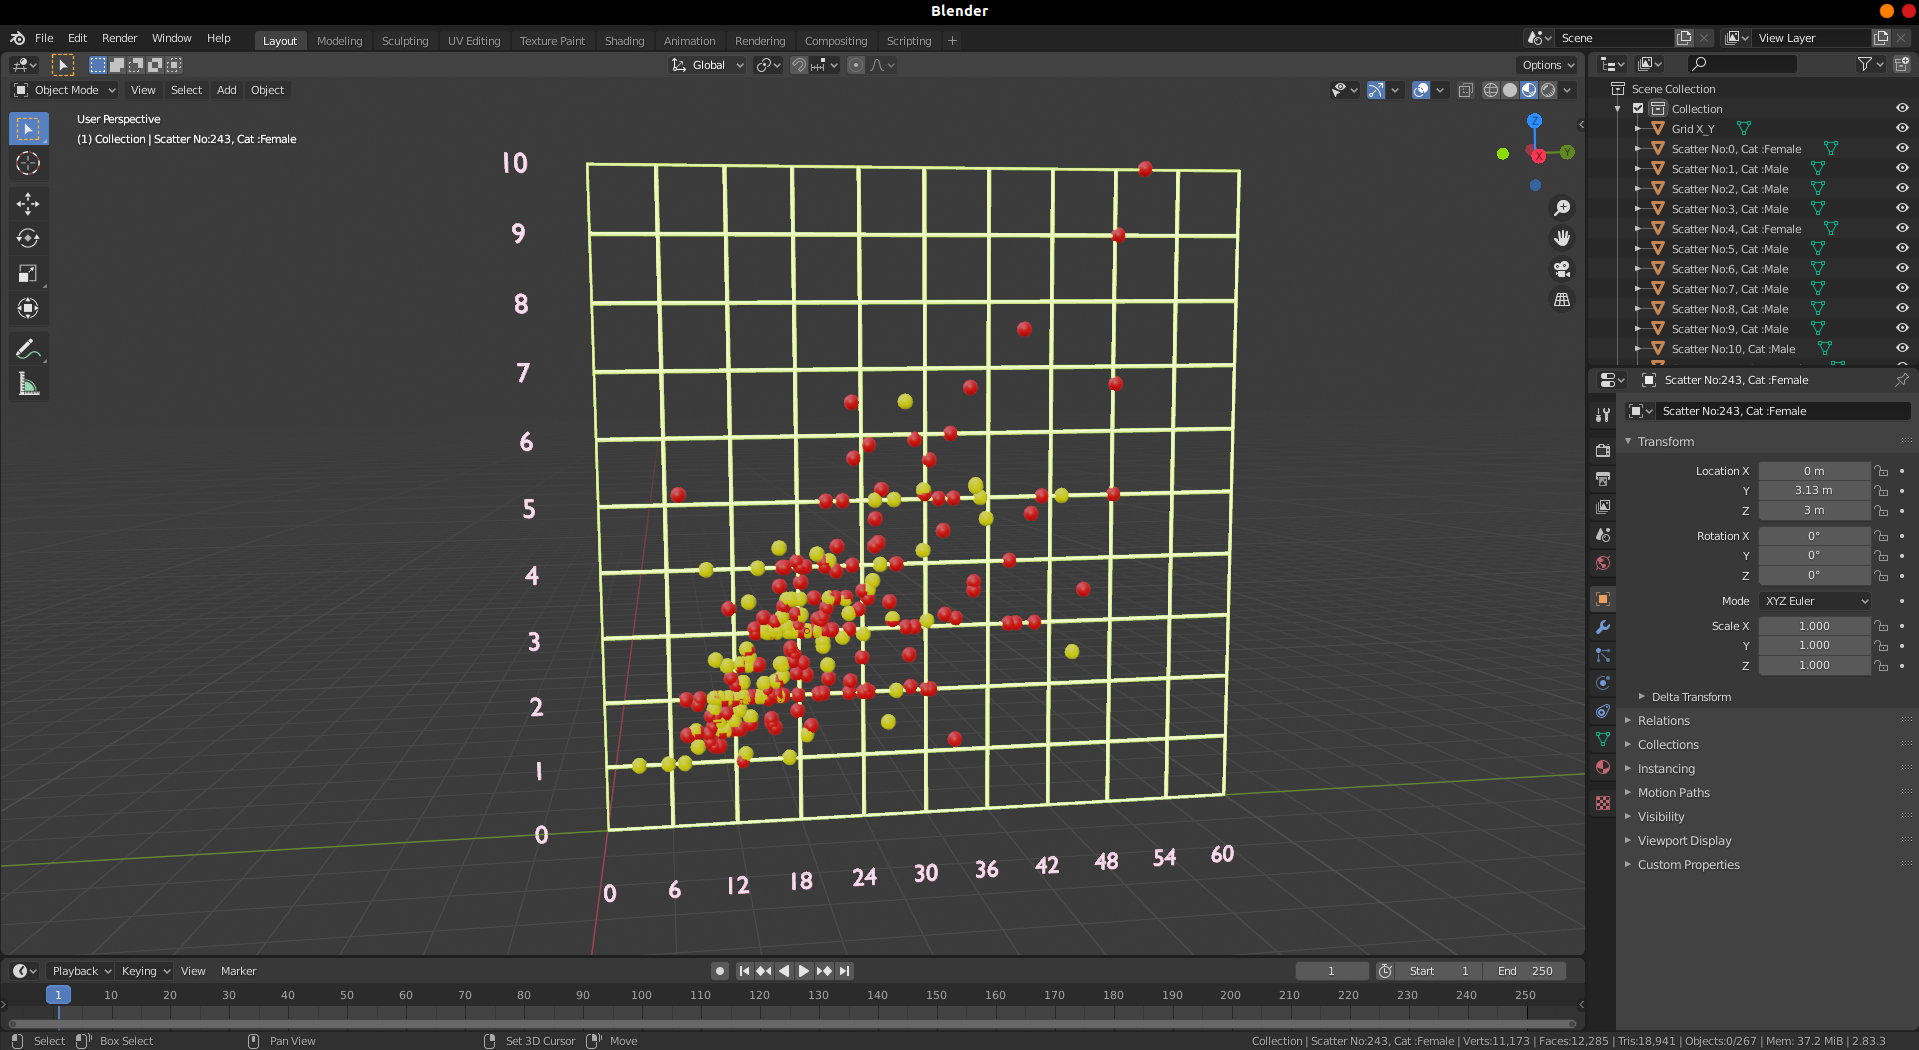 Blender
File Edit Render Window Help
Layout Modeling Sculpting UV Editing Texture Paint Shading Animation Rendering Compositing Scripting +
Scene
View Layer
Global
Options
Object Mode View Select Add Object
User Perspective
(1) Collection | Scatter No:243, Cat :Female
Z
X
Y
10
9
8
7
6
5
4
3
2
1
0
0 6 12 18 24 30 36 42 48 54 60
Scene Collection
Collection
Grid X_Y
Scatter No:0, Cat :Female
Scatter No:1, Cat :Male
Scatter No:2, Cat :Male
Scatter No:3, Cat :Male
Scatter No:4, Cat :Female
Scatter No:5, Cat :Male
Scatter No:6, Cat :Male
Scatter No:7, Cat :Male
Scatter No:8, Cat :Male
Scatter No:9, Cat :Male
Scatter No:10, Cat :Male
Scatter No:243, Cat :Female
Scatter No:243, Cat :Female
Transform
Location X 0 m
Y 3.13 m
Z 3 m
Rotation X 0°
Y 0°
Z 0°
Mode XYZ Euler
Scale X 1.000
Y 1.000
Z 1.000
Delta Transform
Relations
Collections
Instancing
Motion Paths
Visibility
Viewport Display
Custom Properties
Playback Keying View Marker
1 Start 1 End 250
1 10 20 30 40 50 60 70 80 90 100 110 120 130 140 150 160 170 180 190 200 210 220 230 240 250
Select Box Select Pan View Set 3D Cursor Move
Collection | Scatter No:243, Cat :Female | Verts:11,173 | Faces:12,285 | Tris:18,941 | Objects:0/267 | Mem: 37.2 MiB | 2.83.3